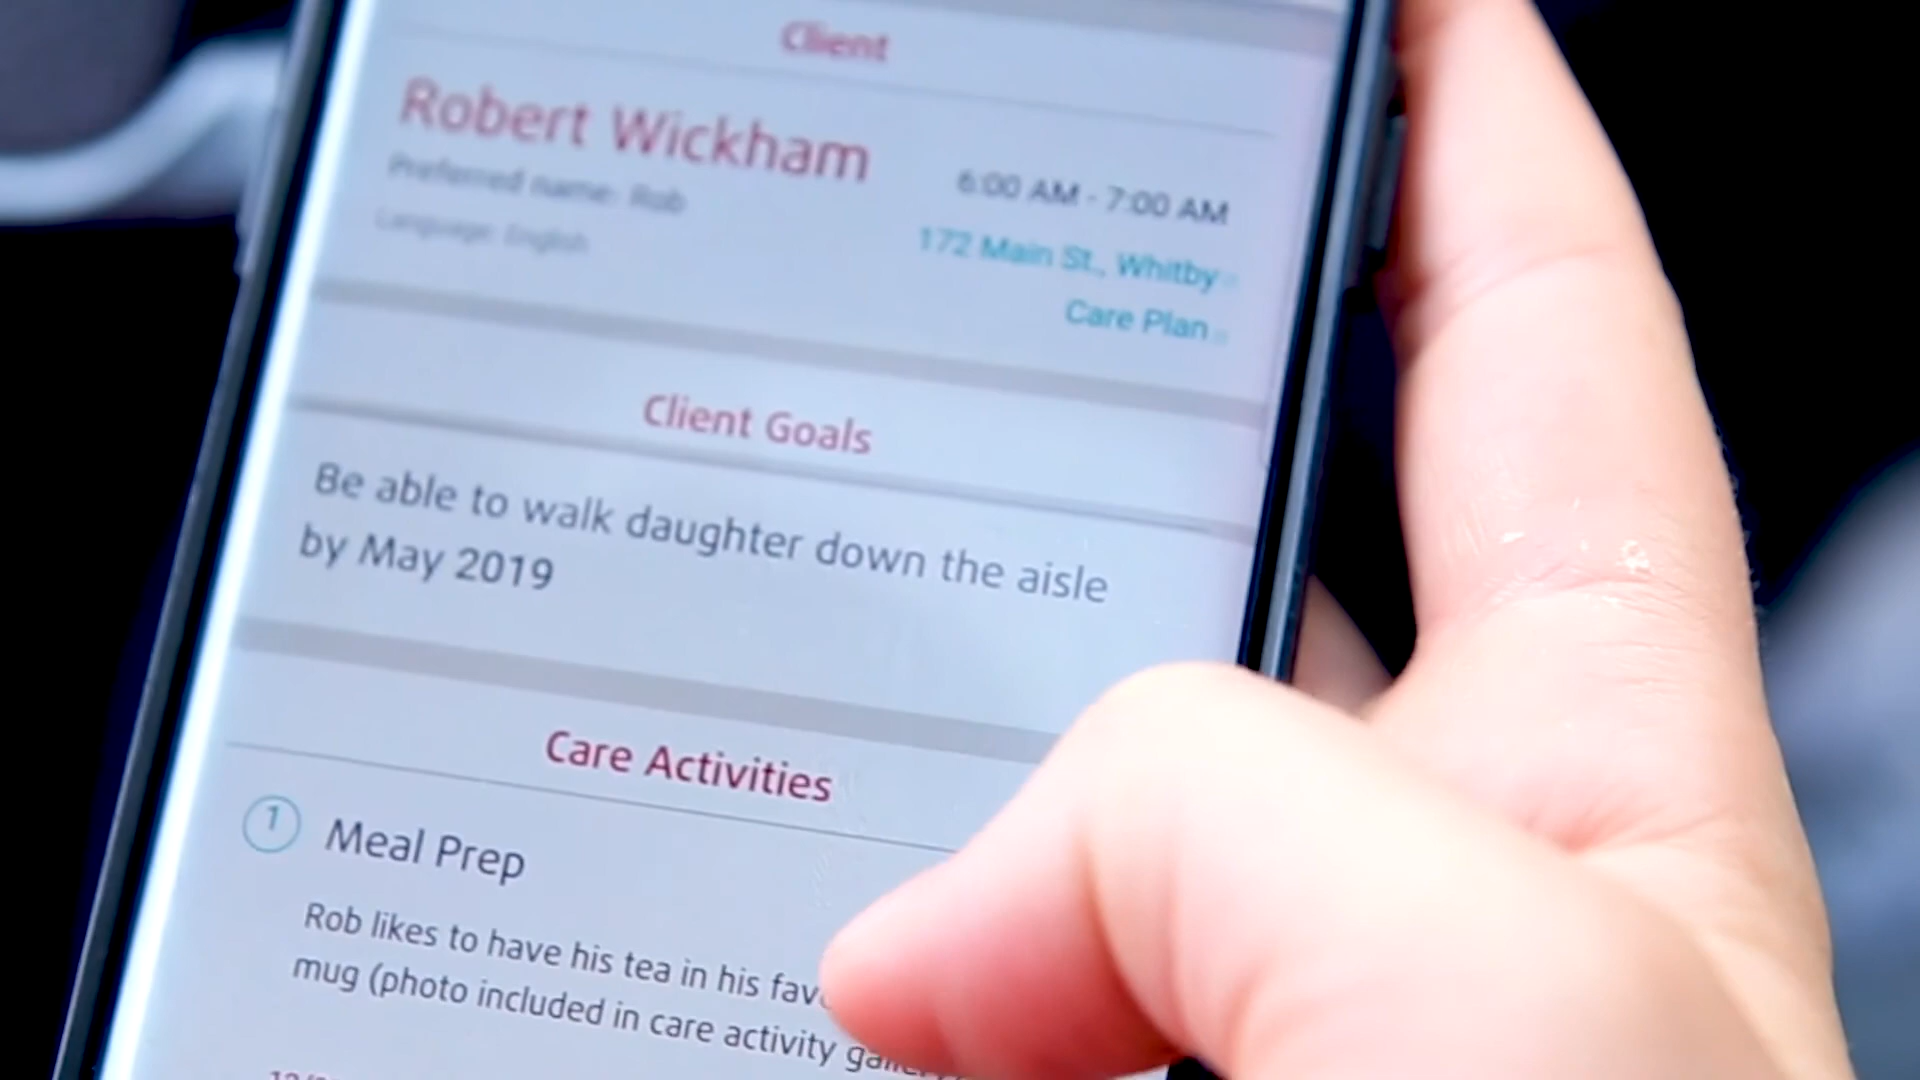 Client
Robert Wickham
Preferred name: Rob
Language: English
6:00 AM - 7:00 AM
172 Main St., Whitby
Care Plan
Client Goals
Be able to walk daughter down the aisle
by May 2019
Care Activities
1 Meal Prep
Rob likes to have his tea in his
mug (photo included in care activity